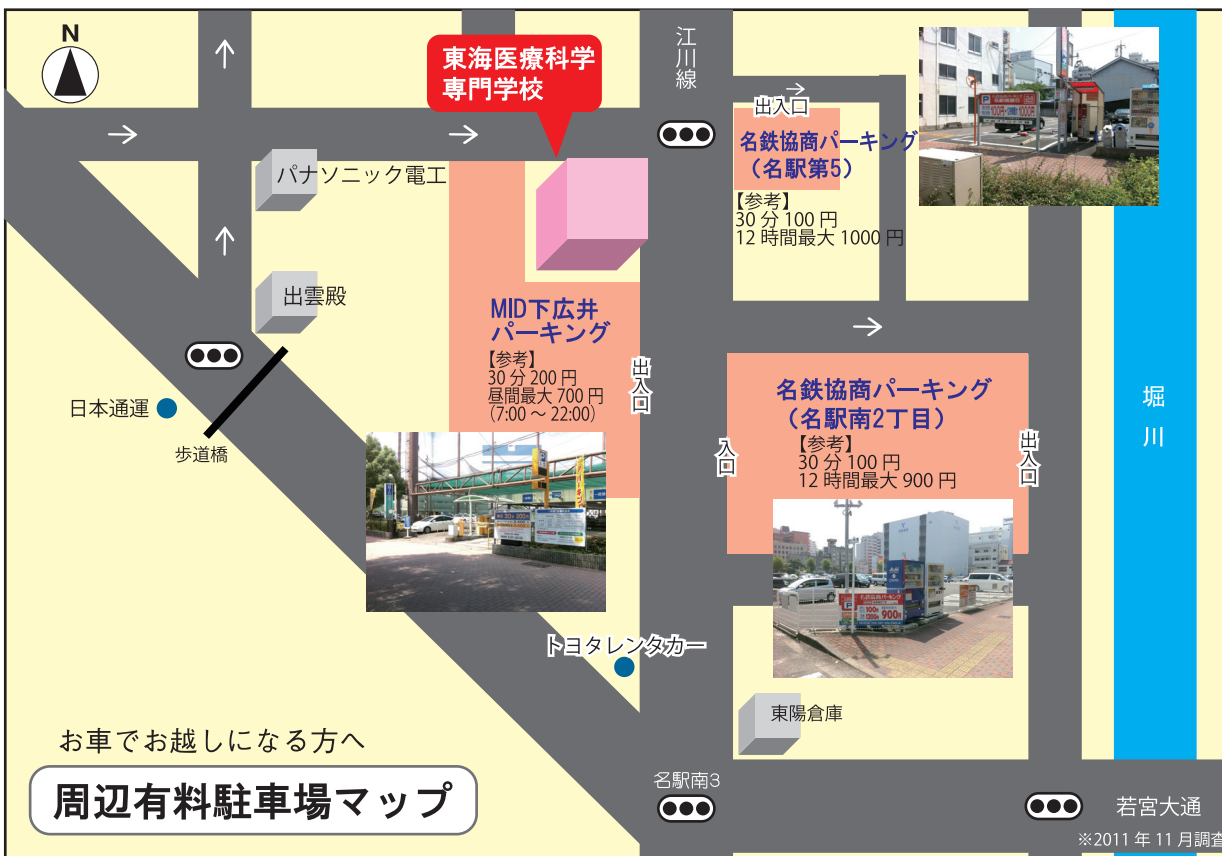 N
東海医療科学
専門学校
江川線
出入口
名鉄協商パーキング
（名駅第5）
【参考】
30 分 100 円
12 時間最大 1000 円
パナソニック電工
出雲殿
MID下広井
パーキング
【参考】
30 分 200 円
昼間最大 700 円
(7:00 ～ 22:00)
出入口
名鉄協商パーキング
（名駅南2丁目）
【参考】
30 分 100 円
12 時間最大 900 円
入口
出入口
堀川
日本通運
歩道橋
トヨタレンタカー
東陽倉庫
お車でお越しになる方へ
周辺有料駐車場マップ
名駅南3
若宮大通
※2011 年 11 月調査